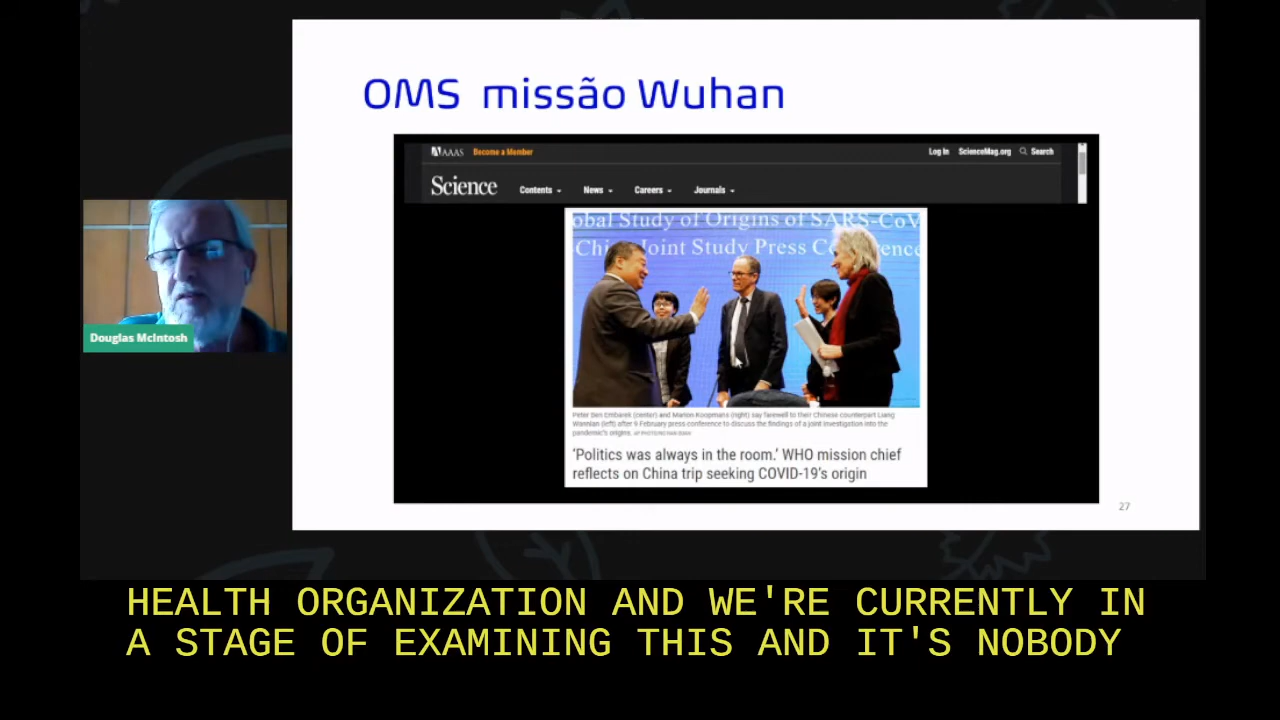 OMS missão Wuhan
AAAS Become a Member Log In ScienceMag.org Search
Science Contents News Careers Journals
obal Study of Origins of SARS-CoV
Chi Joint Study Press Co ference
Douglas McIntosh
Peter Ben Embarek (center) and Marion Koopmans (right) say farewell to their Chinese counterpart Liang
Wannian (left) after 9 February press conference to discuss the findings of a joint investigation into the
pandemic's origins.
'Politics was always in the room.' WHO mission chief
reflects on China trip seeking COVID-19's origin
27
HEALTH ORGANIZATION AND WE'RE CURRENTLY IN
A STAGE OF EXAMINING THIS AND IT'S NOBODY